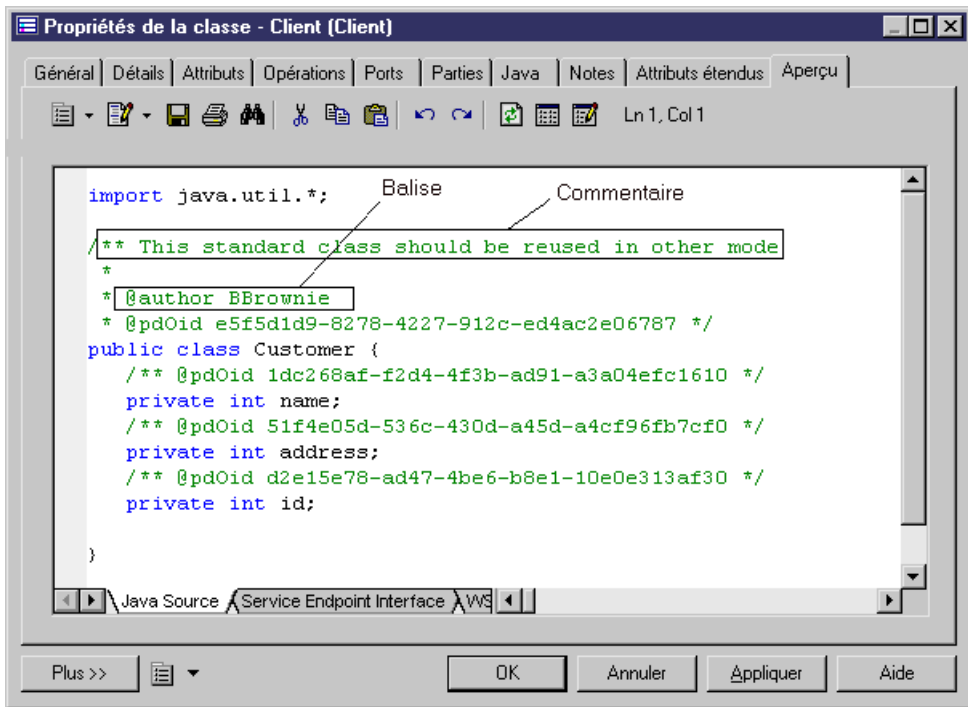 Propriétés de la classe - Client (Client)
Général Détails Attributs Opérations Ports Parties Java Notes Attributs étendus Aperçu
Ln 1, Col 1
Balise Commentaire
import java.util.*;
/** This standard class should be reused in other mode
*
* @author BBrownie
* @pdOid e5f5d1d9-8278-4227-912c-ed4ac2e06787 */
public class Customer {
/** @pdOid 1dc268af-f2d4-4f3b-ad91-a3a04efc1610 */
private int name;
/** @pdOid 51f4e05d-536c-430d-a45d-a4cf96fb7cf0 */
private int address;
/** @pdOid d2e15e78-ad47-4be6-b8e1-10e0e313af30 */
private int id;
}
Java Source Service Endpoint Interface WS
Plus >> OK Annuler Appliquer Aide